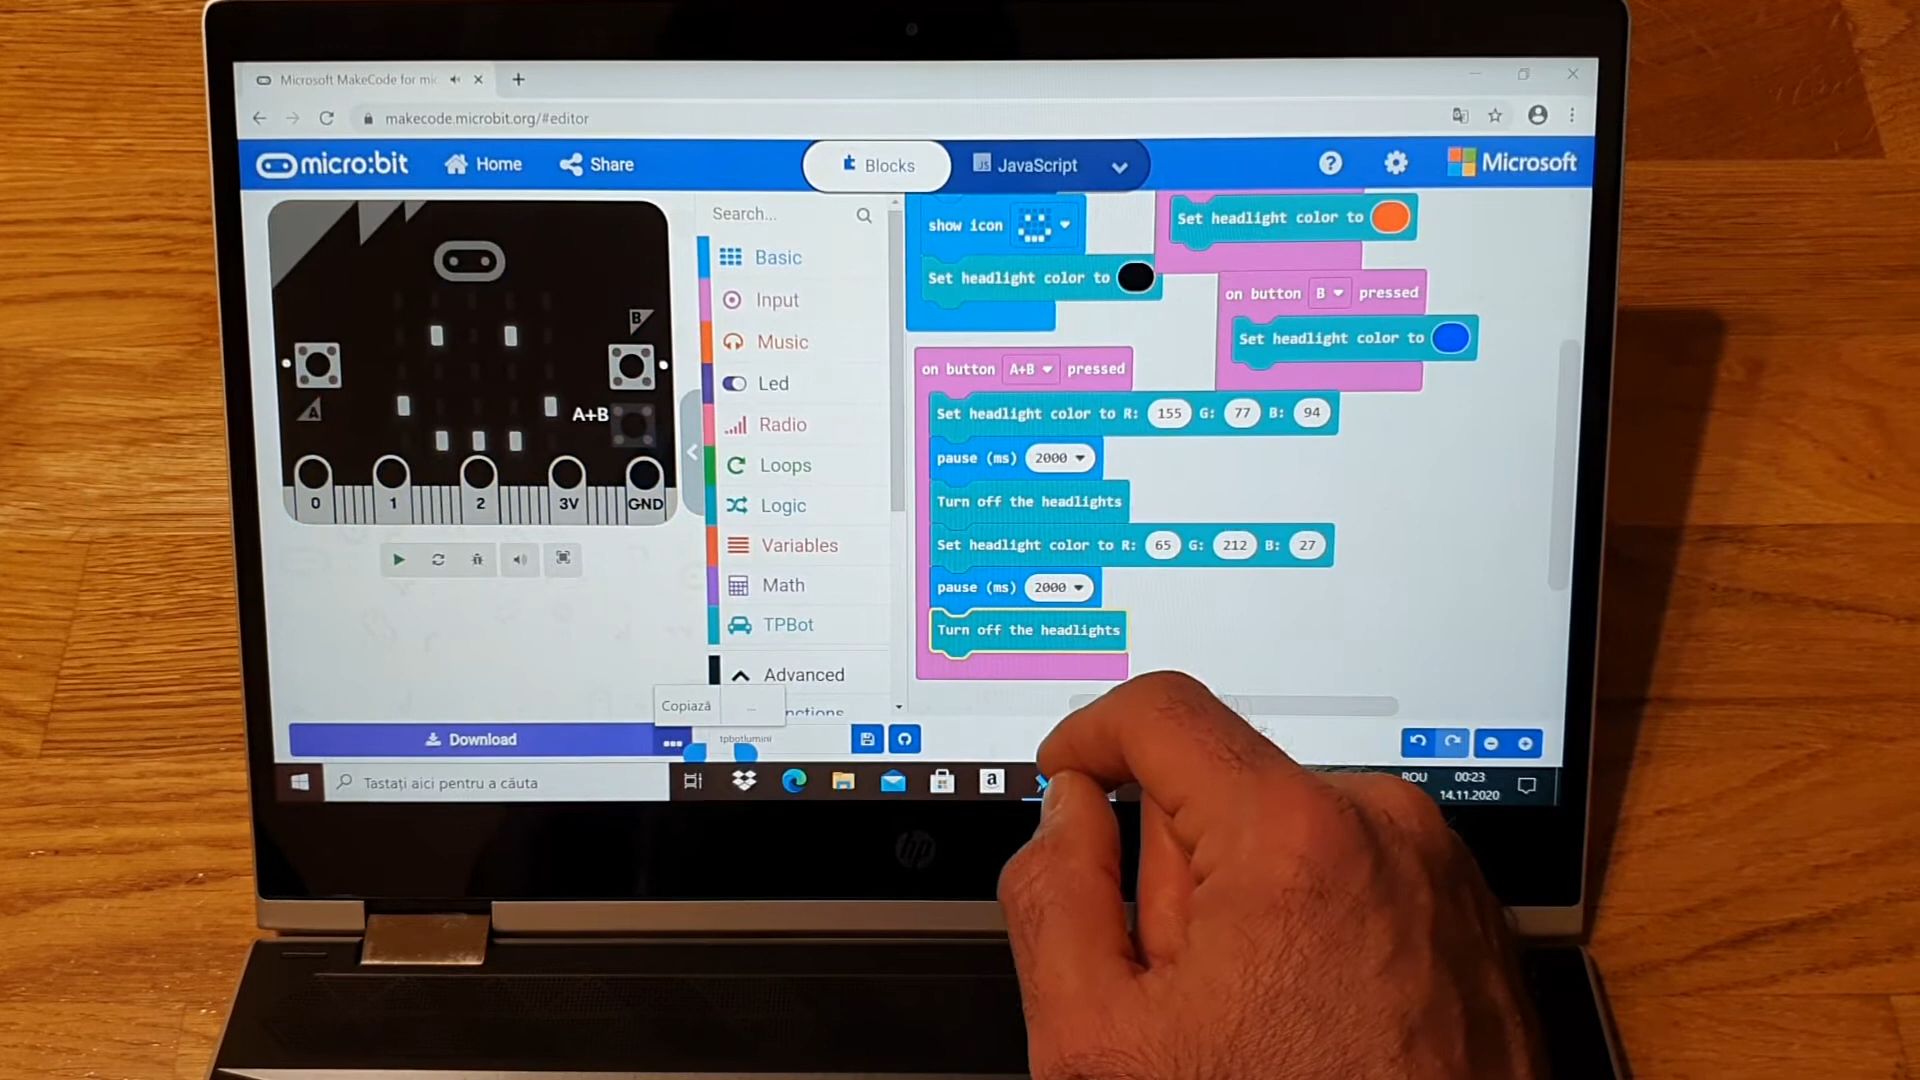 Microsoft MakeCode for mic
makecode.microbit.org/#editor
micro:bit
Home
Share
Blocks
JS
JavaScript
?
Microsoft
A
B
A+B
0
1
2
3V
GND
Search...
Basic
Input
Music
Led
Radio
Loops
Logic
Variables
Math
TPBot
Advanced
nctions
show icon
Set headlight color to
Set headlight color to
on button B pressed
Set headlight color to
on button A+B pressed
Set headlight color to R: 155 G: 77 B: 94
pause (ms) 2000
Turn off the headlights
Set headlight color to R: 65 G: 212 B: 27
pause (ms) 2000
Turn off the headlights
Copiază
...
Download
tpbotlumini
Tastați aici pentru a căuta
a
ROU
00:23
14.11.2020
hp